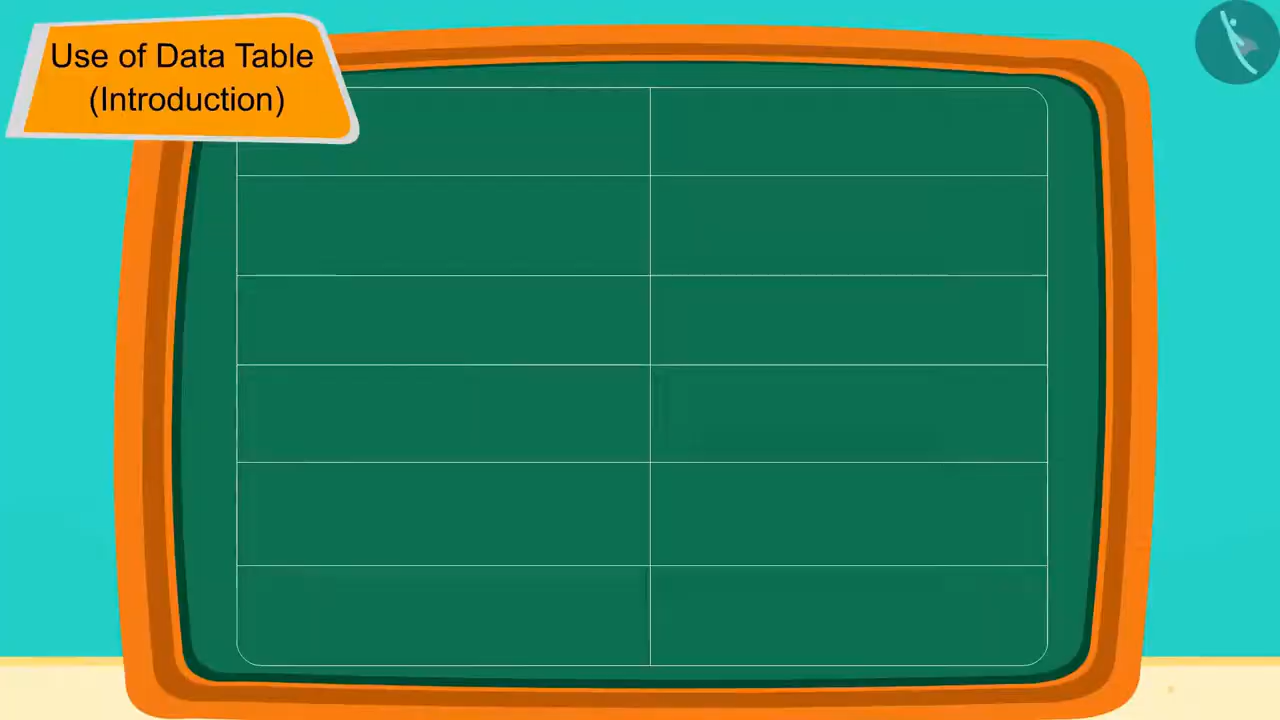 Use of Data Table
(Introduction)